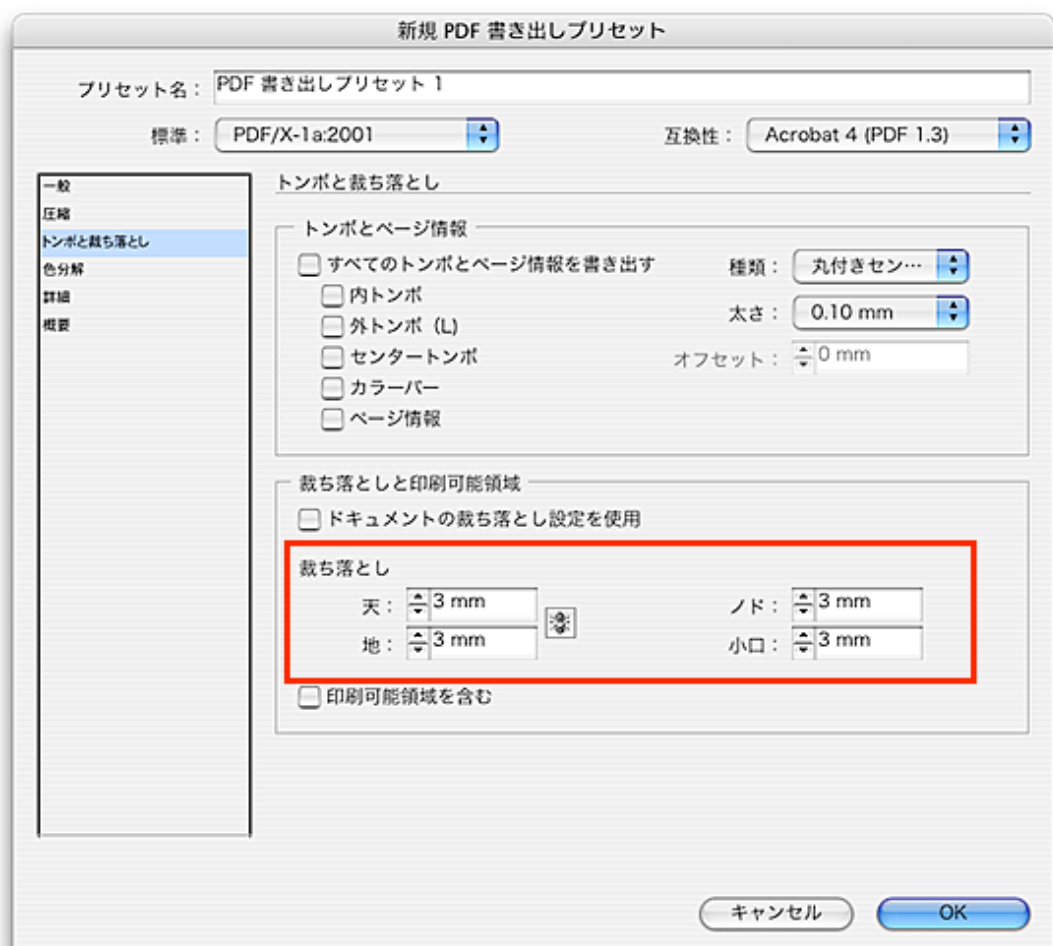 新規 PDF 書き出しプリセット
プリセット名： PDF 書き出しプリセット 1
標準： PDF/X-1a:2001 互換性： Acrobat 4 (PDF 1.3)
一般
圧縮
トンボと裁ち落とし
色分解
詳細
概要
トンボと裁ち落とし
トンボとページ情報
すべてのトンボとページ情報を書き出す 種類： 丸付きセン…
内トンボ
外トンボ (L) 太さ： 0.10 mm
センタートンボ オフセット： 0 mm
カラーバー
ページ情報
裁ち落としと印刷可能領域
ドキュメントの裁ち落とし設定を使用
裁ち落とし
天： 3 mm ノド： 3 mm
地： 3 mm 小口： 3 mm
印刷可能領域を含む
キャンセル OK